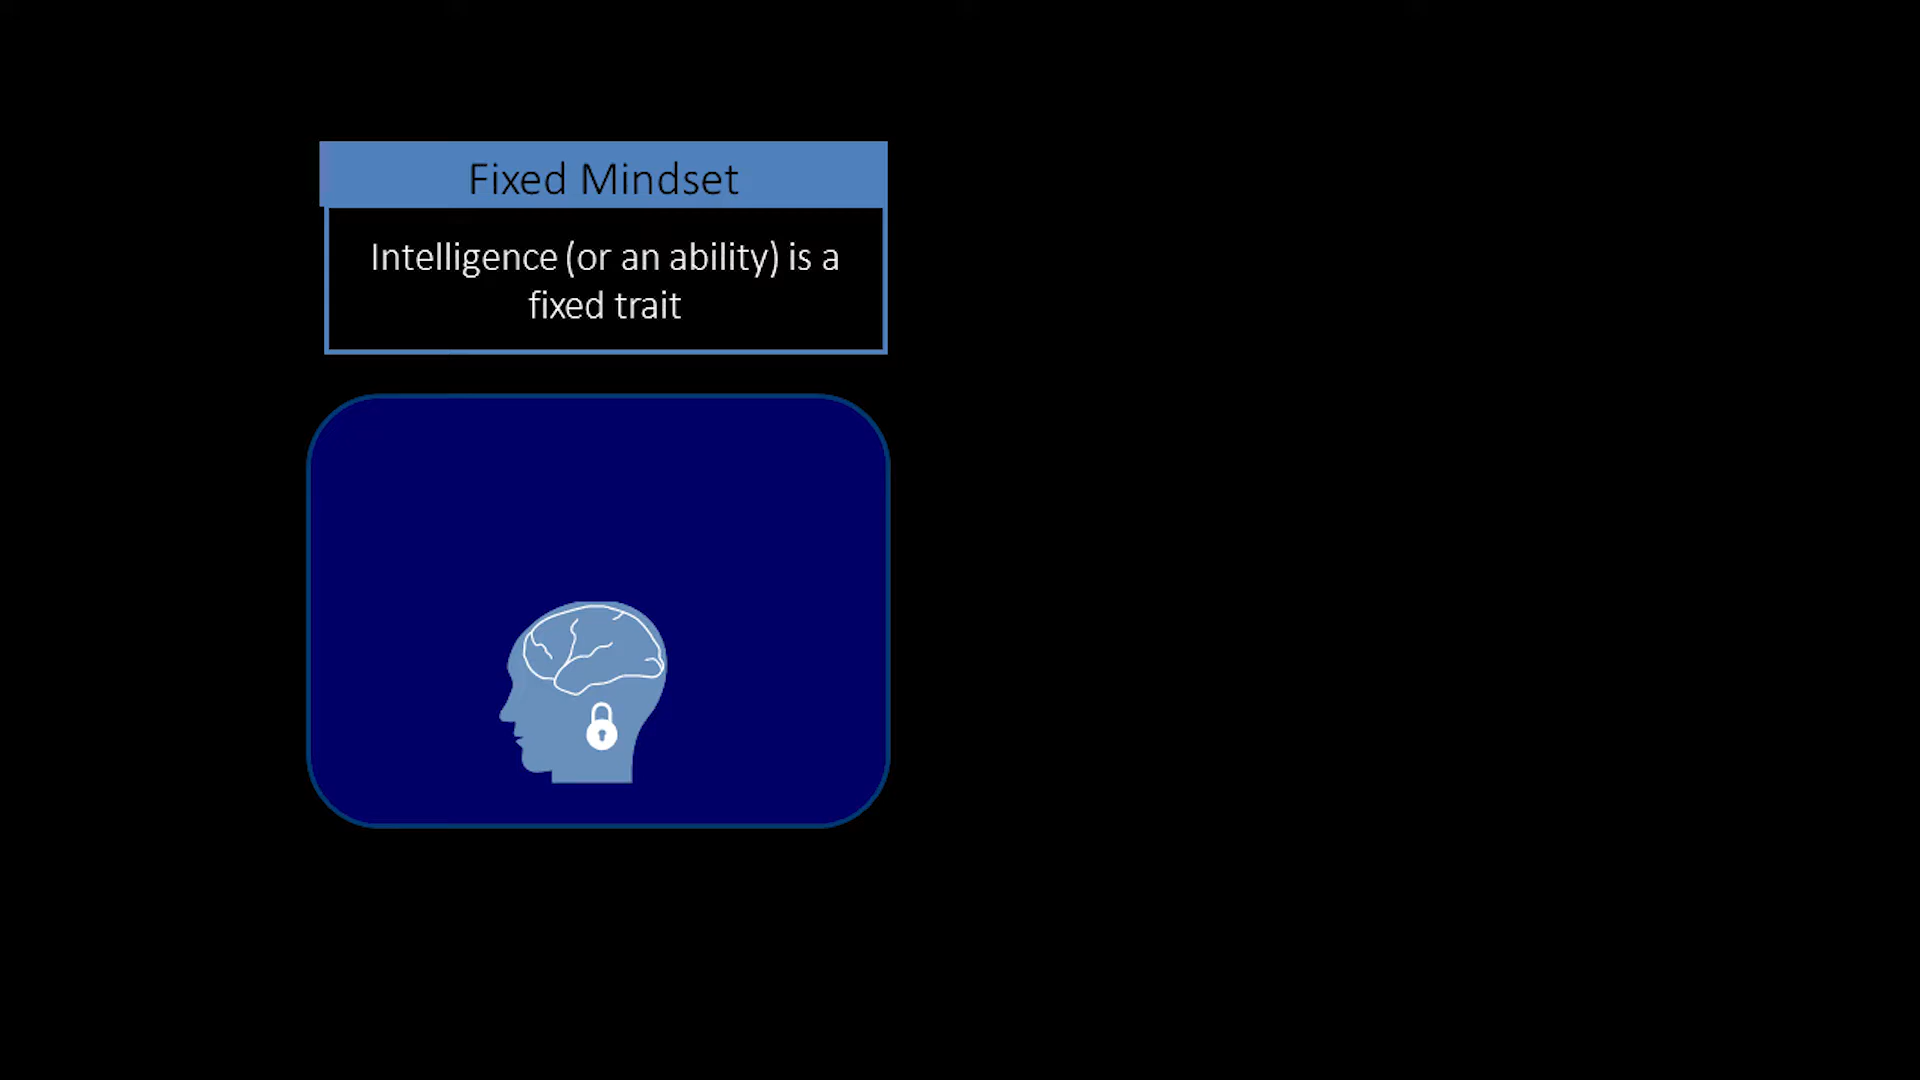 Fixed Mindset
Intelligence (or an ability) is a
fixed trait